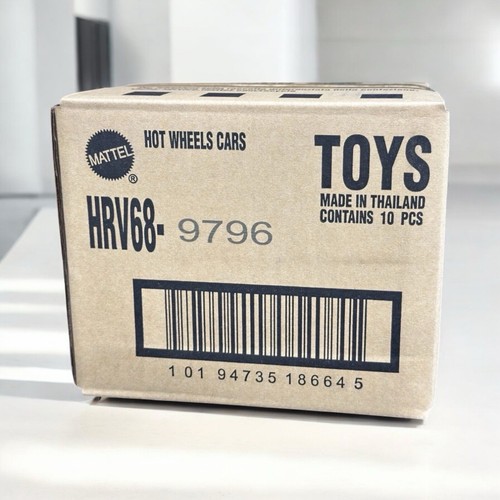 MATTEL
®
HOT WHEELS CARS
TOYS
MADE IN THAILAND
CONTAINS 10 PCS
HRV68- 9796
1 01 94735 18664 5